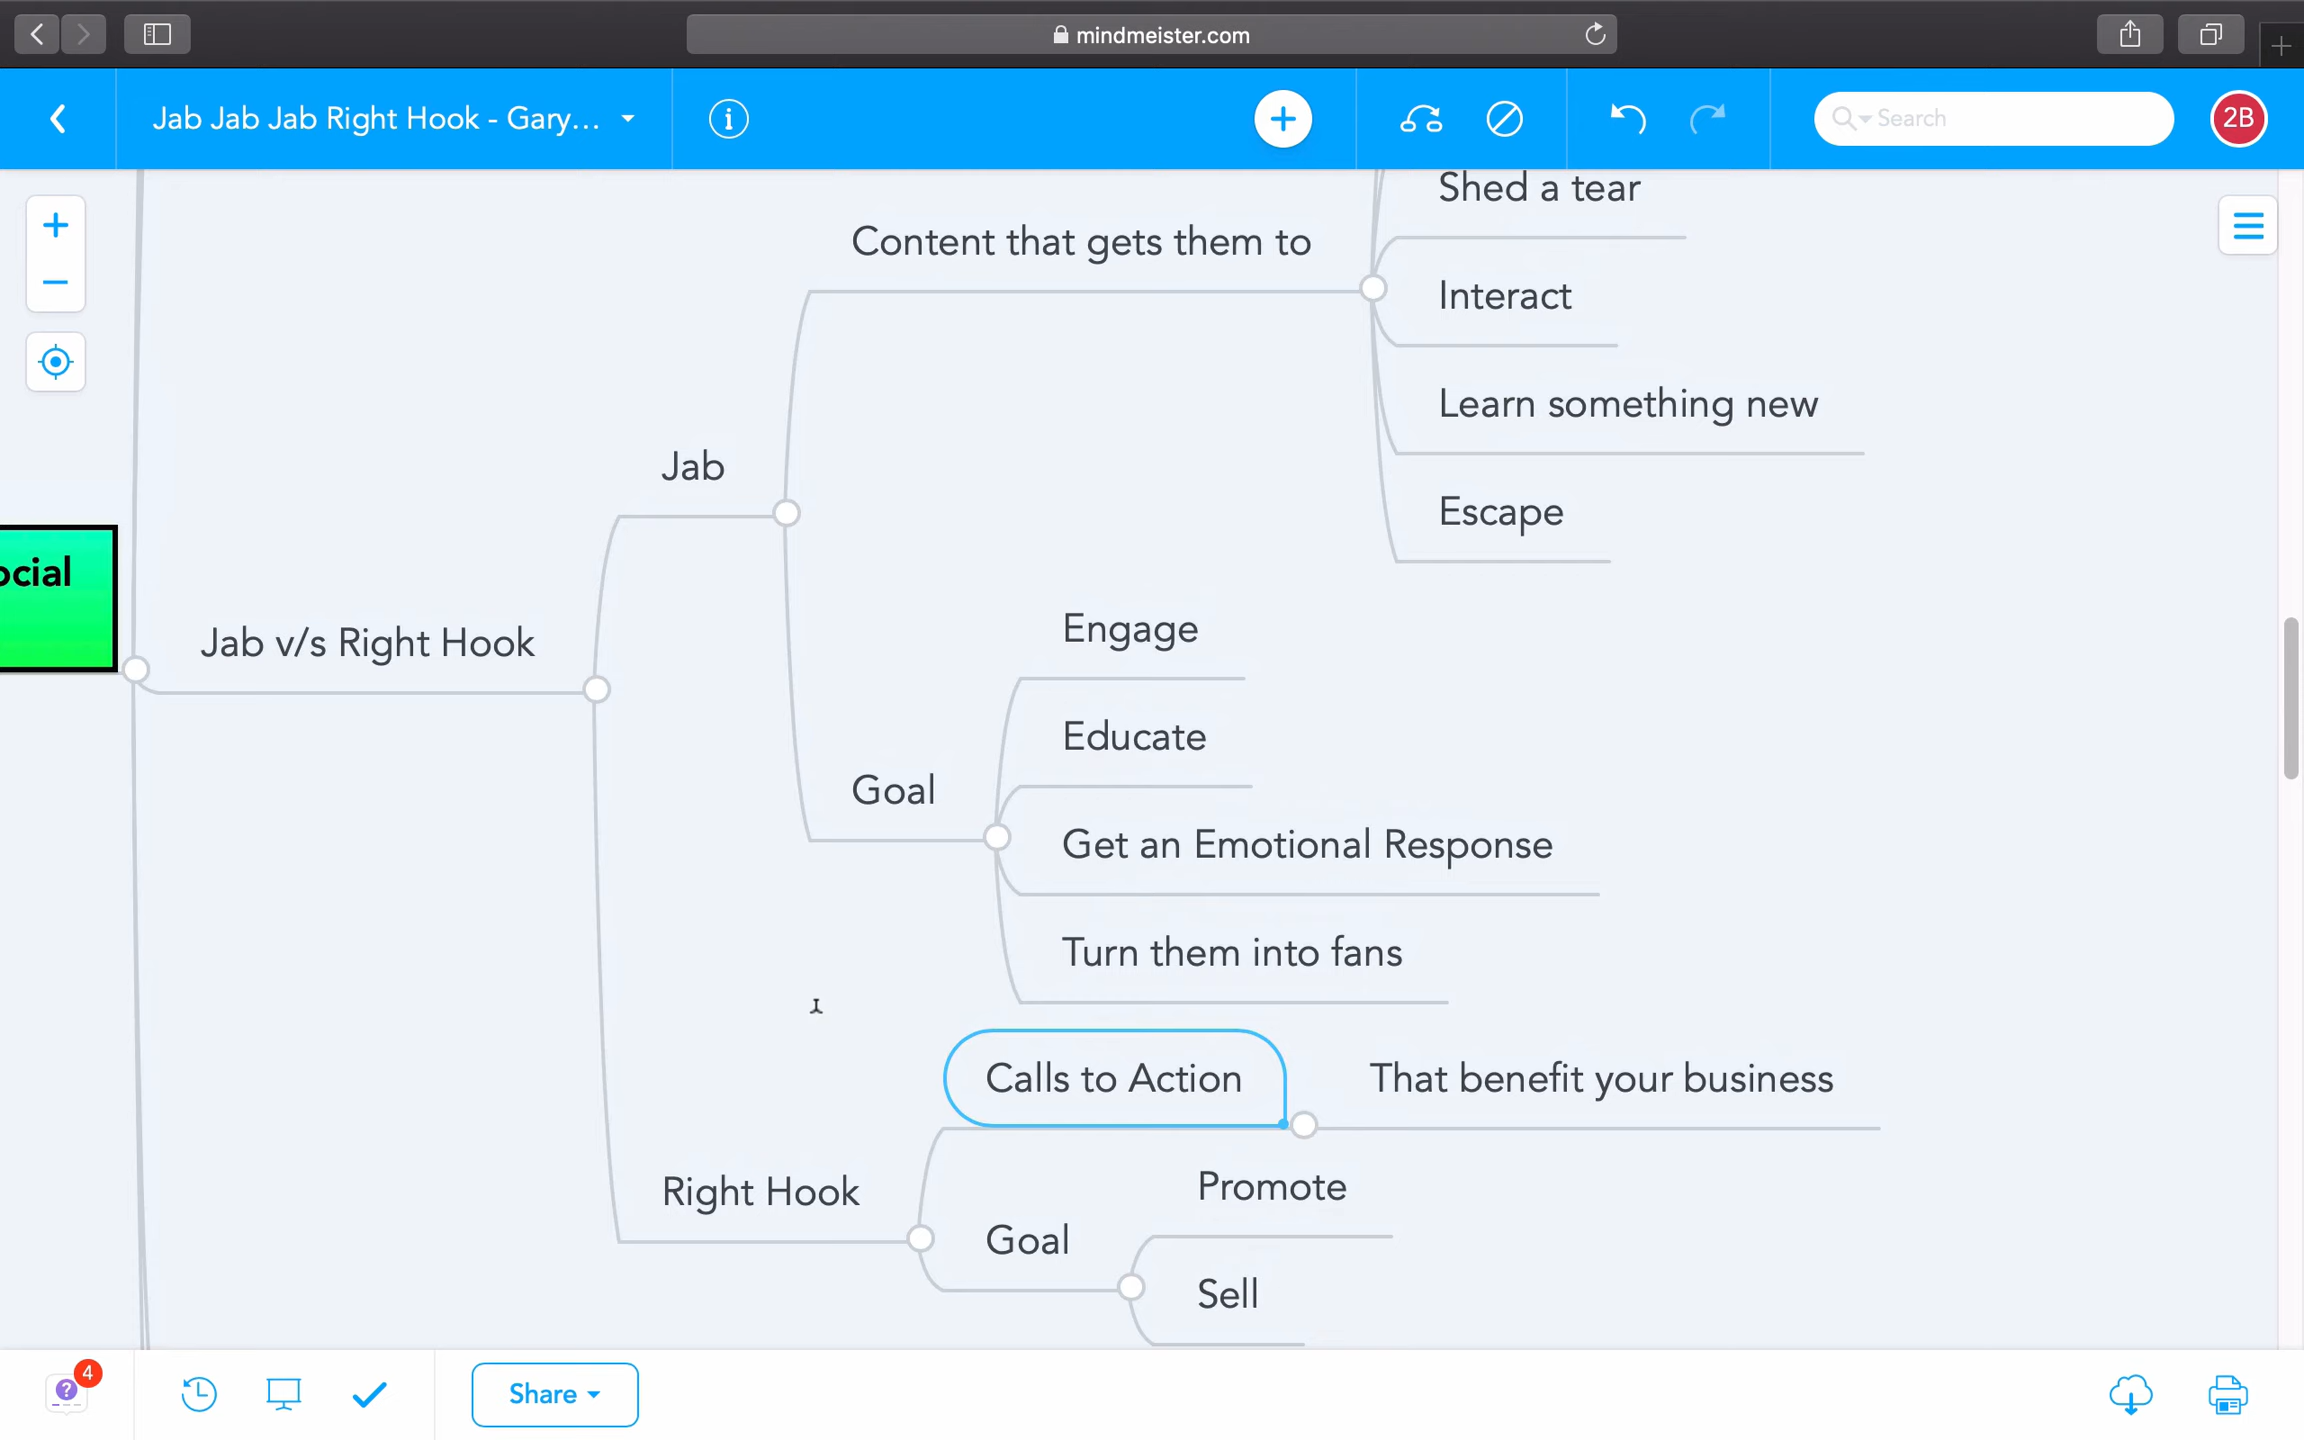 mindmeister.com
Jab Jab Jab Right Hook - Gary...
Search
2B
Shed a tear
Content that gets them to
Interact
Learn something new
Jab
Escape
ocial
Engage
Jab v/s Right Hook
Educate
Goal
Get an Emotional Response
Turn them into fans
Calls to Action
That benefit your business
Right Hook
Promote
Goal
Sell
4
Share